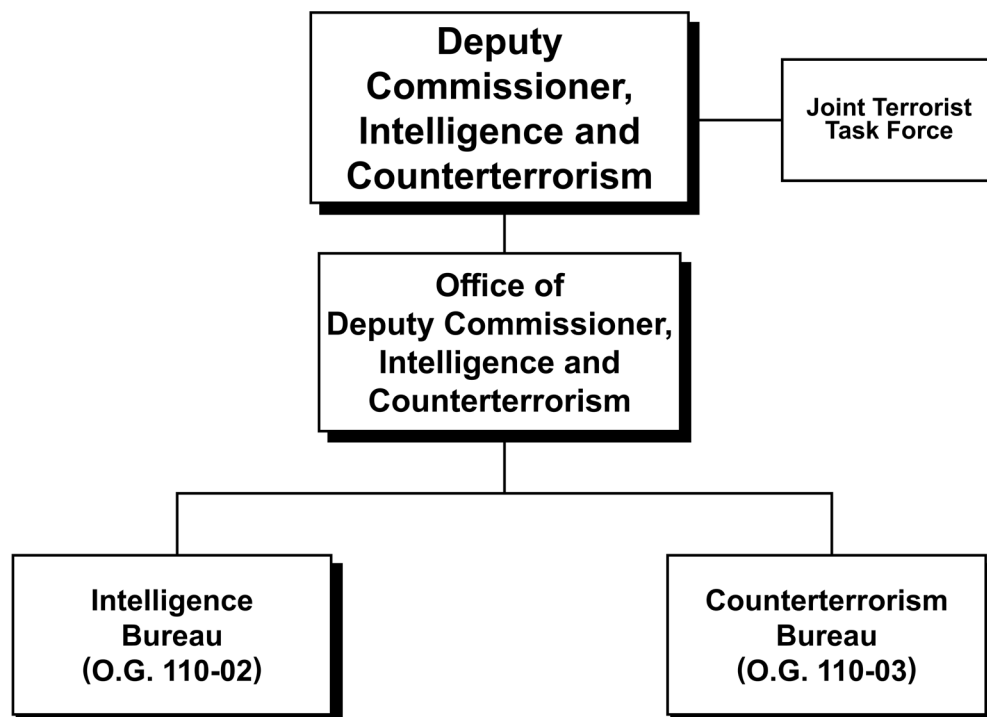 Deputy
Commissioner,
Intelligence and
Counterterrorism
Joint Terrorist
Task Force
Office of
Deputy Commissioner,
Intelligence and
Counterterrorism
Intelligence
Bureau
(O.G. 110-02)
Counterterrorism
Bureau
(O.G. 110-03)